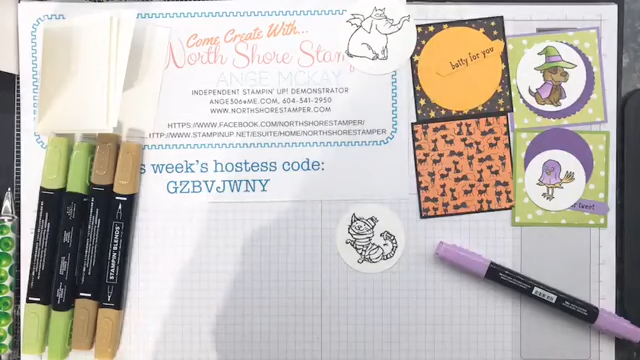 Come Create With...
North Shore Stamp
ANGE MCKAY
INDEPENDENT STAMPIN' UP! DEMONSTRATOR
ANGE306@ME.COM, 604-341-2950
WWW.NORTHSHORESTAMPER.COM
HTTPS://WWW.FACEBOOK.COM/NORTHSHORESTAMPER/
HTTP://WWW.STAMPINUP.NET/ESUITE/HOME/NORTHSHORESTAMPER
s week's hostess code:
GZBVJWNY
batty for you
tweet
STAMPIN' BLENDS